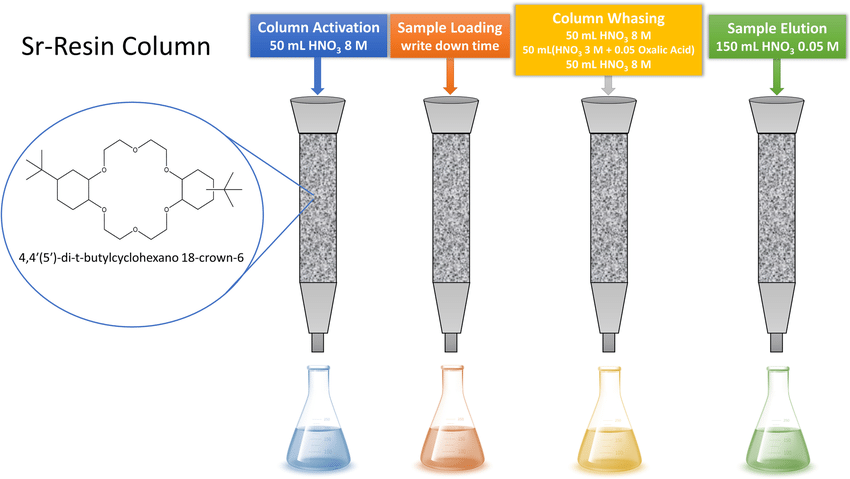 Sr-Resin Column
Column Activation
50 mL HNO₃ 8 M
Sample Loading
write down time
Column Whasing
50 mL HNO₃ 8 M
50 mL(HNO₃ 3 M + 0.05 Oxalic Acid)
50 mL HNO₃ 8 M
Sample Elution
150 mL HNO₃ 0.05 M
O
O
O
O
O
O
4,4’(5’)-di-t-butylcyclohexano 18-crown-6